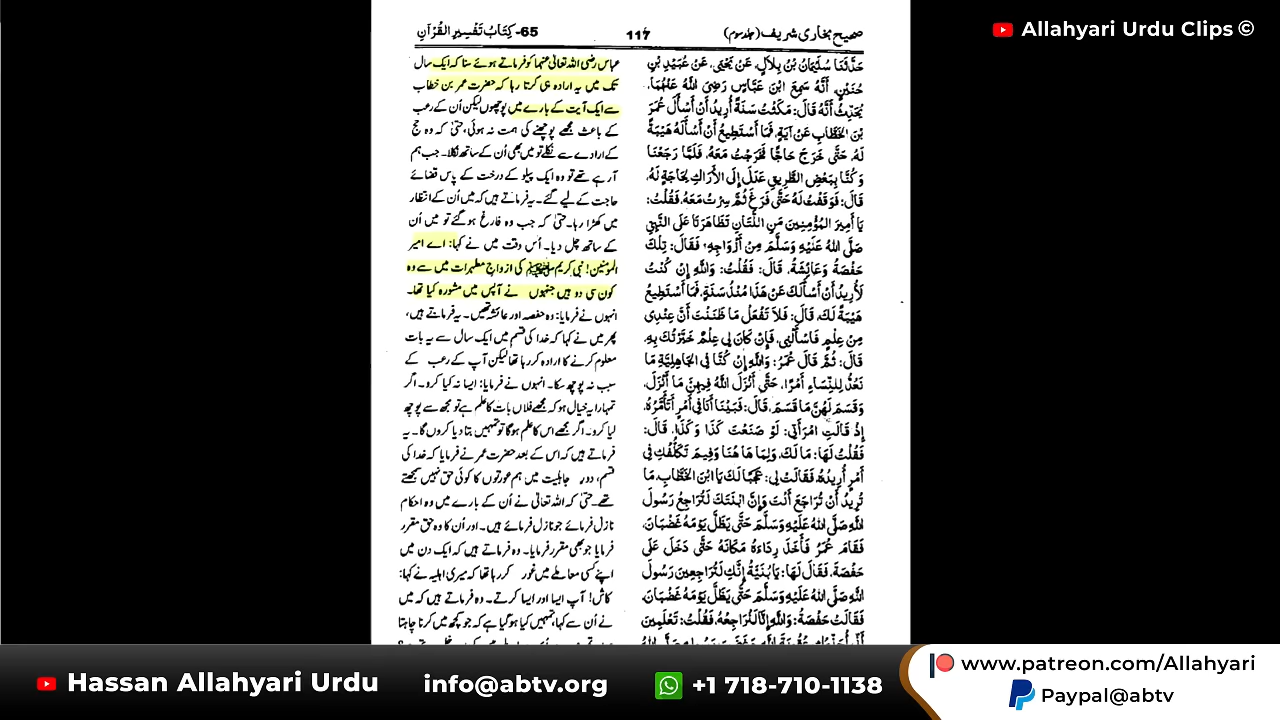 Allahyari Urdu Clips ©
صحیح بخاری شریف (جلد سوم)
117
65- كِتَابُ تَفْسِيرِ الْقُرْآنِ
حَدَّثَنَا سُلَيْمَانُ بْنُ بِلَالٍ، عَنْ يَحْيَى، عَنْ عُبَيْدِ بْنِ
حُنَيْنٍ، أَنَّهُ سَمِعَ ابْنَ عَبَّاسٍ رَضِيَ اللَّهُ عَنْهُمَا،
يُحَدِّثُ أَنَّهُ قَالَ: مَكَثْتُ سَنَةً أُرِيدُ أَنْ أَسْأَلَ عُمَرَ
بْنَ الْخَطَّابِ عَنْ آيَةٍ، فَمَا أَسْتَطِيعُ أَنْ أَسْأَلَهُ هَيْبَةً
لَهُ، حَتَّى خَرَجَ حَاجًّا فَخَرَجْتُ مَعَهُ، فَلَمَّا رَجَعْنَا
وَكُنَّا بِبَعْضِ الطَّرِيقِ عَدَلَ إِلَى الْأَرَاكِ لِحَاجَةٍ لَهُ،
قَالَ: فَوَقَفْتُ لَهُ حَتَّى فَرَغَ ثُمَّ سِرْتُ مَعَهُ، فَقُلْتُ:
يَا أَمِيرَ الْمُؤْمِنِينَ مَنِ اللَّتَانِ تَظَاهَرَتَا عَلَى النَّبِيِّ
صَلَّى اللَّهُ عَلَيْهِ وَسَلَّمَ مِنْ أَزْوَاجِهِ؟ فَقَالَ: تِلْكَ
حَفْصَةُ وَعَائِشَةُ، قَالَ: فَقُلْتُ: وَاللَّهِ إِنْ كُنْتُ
لَأُرِيدُ أَنْ أَسْأَلَكَ عَنْ هَذَا مُنْذُ سَنَةٍ، فَمَا أَسْتَطِيعُ
هَيْبَةً لَكَ، قَالَ: فَلَا تَفْعَلْ مَا ظَنَنْتَ أَنَّ عِنْدِي
مِنْ عِلْمٍ فَاسْأَلْنِي، فَإِنْ كَانَ لِي عِلْمٌ خَبَّرْتُكَ بِهِ،
قَالَ: ثُمَّ قَالَ عُمَرُ: وَاللَّهِ إِنْ كُنَّا فِي الْجَاهِلِيَّةِ مَا
نَعُدُّ لِلنِّسَاءِ أَمْرًا، حَتَّى أَنْزَلَ اللَّهُ فِيهِنَّ مَا أَنْزَلَ،
وَقَسَمَ لَهُنَّ مَا قَسَمَ، قَالَ: فَبَيْنَا أَنَا فِي أَمْرٍ أَتَأَمَّرُهُ،
إِذْ قَالَتِ امْرَأَتِي: لَوْ صَنَعْتَ كَذَا وَكَذَا، قَالَ:
فَقُلْتُ لَهَا: مَا لَكَ، وَلِمَا هَا هُنَا وَفِيمَ تَكَلُّفُكِ فِي
أَمْرٍ أُرِيدُهُ، فَقَالَتْ لِي: عَجَبًا لَكَ يَا ابْنَ الْخَطَّابِ، مَا
تُرِيدُ أَنْ تُرَاجَعَ أَنْتَ وَإِنَّ ابْنَتَكَ لَتُرَاجِعُ رَسُولَ
اللَّهِ صَلَّى اللَّهُ عَلَيْهِ وَسَلَّمَ حَتَّى يَظَلَّ يَوْمَهُ غَضْبَانَ،
فَقَامَ عُمَرُ فَأَخَذَ رِدَاءَهُ مَكَانَهُ حَتَّى دَخَلَ عَلَى
حَفْصَةَ، فَقَالَ لَهَا: يَا بُنَيَّةُ إِنَّكِ لَتُرَاجِعِينَ رَسُولَ
اللَّهِ صَلَّى اللَّهُ عَلَيْهِ وَسَلَّمَ حَتَّى يَظَلَّ يَوْمَهُ غَضْبَانَ،
فَقَالَتْ حَفْصَةُ: وَاللَّهِ إِنَّا لَنُرَاجِعُهُ، فَقُلْتُ: تَعْلَمِينَ
عباس رضی اللہ تعالیٰ عنہما کو فرماتے ہوئے سنا کہ ایک سال
تک میں یہ ارادہ ہی کرتا رہا کہ حضرت عمر بن خطاب
سے ایک آیت کے بارے میں پوچھوں لیکن اُن کے رعب
کے باعث مجھے پوچھنے کی ہمت نہ ہوئی، حتیٰ کہ وہ حج
کے ارادے سے نکلے تو میں بھی اُن کے ساتھ نکلا۔ جب ہم
آ رہے تھے تو وہ ایک پیلو کے درخت کے پاس قضائے
حاجت کے لیے گئے۔ یہ فرماتے ہیں کہ میں اُن کے انتظار
میں کھڑا رہا۔ حتیٰ کہ جب وہ فارغ ہو گئے تو میں اُن
کے ساتھ چل دیا۔ اُس وقت میں نے کہا: اے امیر
المؤمنین! نبی کریم ﷺ کی ازواجِ مطہرات میں سے وہ
کون سی دو ہیں جنہوں نے آپس میں مشورہ کیا تھا۔
انہوں نے فرمایا: وہ حفصہ اور عائشہ تھیں۔ یہ فرماتے ہیں،
پھر میں نے کہا کہ خدا کی قسم میں ایک سال سے یہ بات
معلوم کرنے کا ارادہ کر رہا تھا لیکن آپ کے رعب کے
سبب نہ پوچھ سکا۔ انہوں نے فرمایا: ایسا نہ کیا کرو۔ اگر
تمہارا یہ خیال ہو کہ مجھے فلاں بات کا علم ہے تو مجھ سے پوچھ
لیا کرو۔ اگر مجھے اس کا علم ہوگا تو تمہیں بتا دیا کروں گا۔ یہ
فرماتے ہیں کہ اس کے بعد حضرت عمر نے فرمایا کہ خدا کی
قسم، دورِ جاہلیت میں ہم عورتوں کا کوئی حق نہیں سمجھتے
تھے۔ حتیٰ کہ اللہ تعالیٰ نے اُن کے بارے میں وہ احکام
نازل فرمائے جو نازل فرمائے ہیں۔ اور اُن کا وہ حق مقرر
فرمایا جو بھی مقرر فرمایا۔ وہ فرماتے ہیں کہ ایک دن میں
اپنے کسی معاملے میں غور کر رہا تھا کہ میری اہلیہ نے کہا:
کاش! آپ ایسا اور ایسا کرتے۔ وہ فرماتے ہیں کہ میں
نے اُن سے کہا، تمہیں کیا ہو گیا ہے کہ جو کچھ میں کرنا چاہتا
Hassan Allahyari Urdu
info@abtv.org
+1 718-710-1138
www.patreon.com/Allahyari
Paypal@abtv